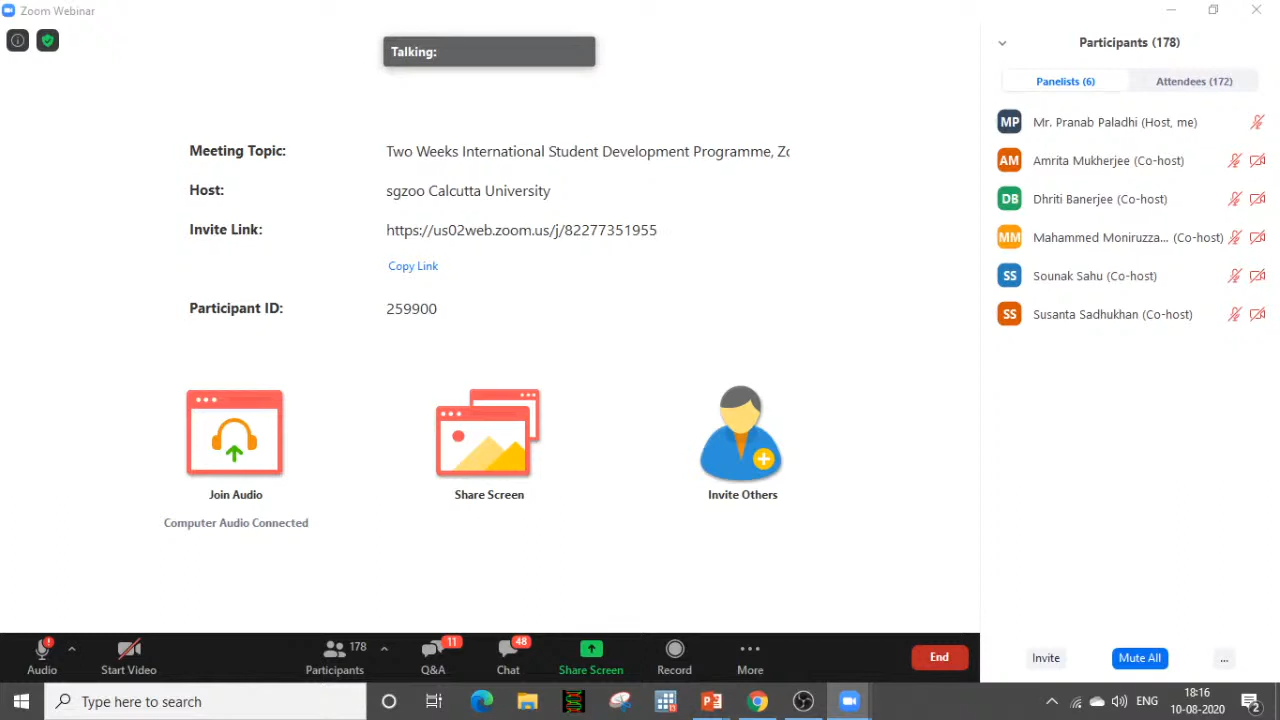 Zoom Webinar
Talking:
Meeting Topic: Two Weeks International Student Development Programme, Zo
Host: sgzoo Calcutta University
Invite Link: https://us02web.zoom.us/j/82277351955
Copy Link
Participant ID: 259900
Join Audio
Share Screen
Invite Others
Computer Audio Connected
Participants (178)
Panelists (6) Attendees (172)
MP Mr. Pranab Paladhi (Host, me)
AM Amrita Mukherjee (Co-host)
DB Dhriti Banerjee (Co-host)
MM Mahammed Moniruzza... (Co-host)
SS Sounak Sahu (Co-host)
SS Susanta Sadhukhan (Co-host)
178 11 48
Audio Start Video Participants Q&A Chat Share Screen Record More
End
Invite Mute All ...
Type here to search
ENG
18:16
10-08-2020
2